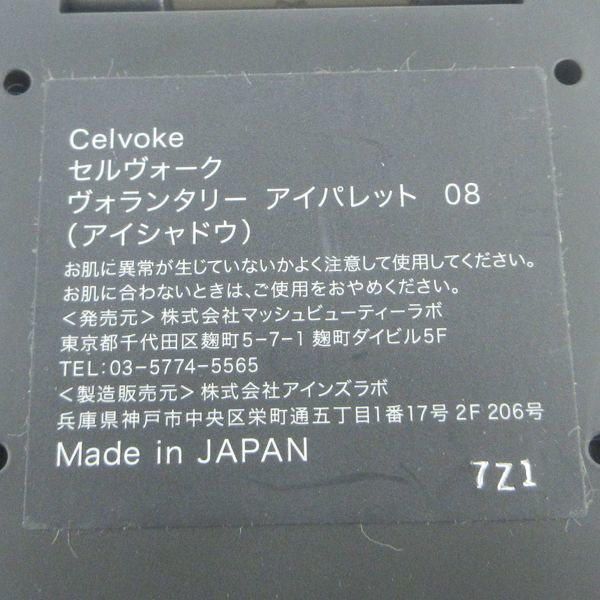 Celvoke
セルヴォーク
ヴォランタリー アイパレット 08
（アイシャドウ）
お肌に異常が生じていないかよく注意して使用してください。
お肌に合わないときは、ご使用をおやめください。
＜発売元＞株式会社マッシュビューティーラボ
東京都千代田区麹町5-7-1 麹町ダイビル5F
TEL:03-5774-5565
＜製造販売元＞株式会社アインズラボ
兵庫県神戸市中央区栄町通五丁目1番17号 2F 206号
Made in JAPAN
7Z1